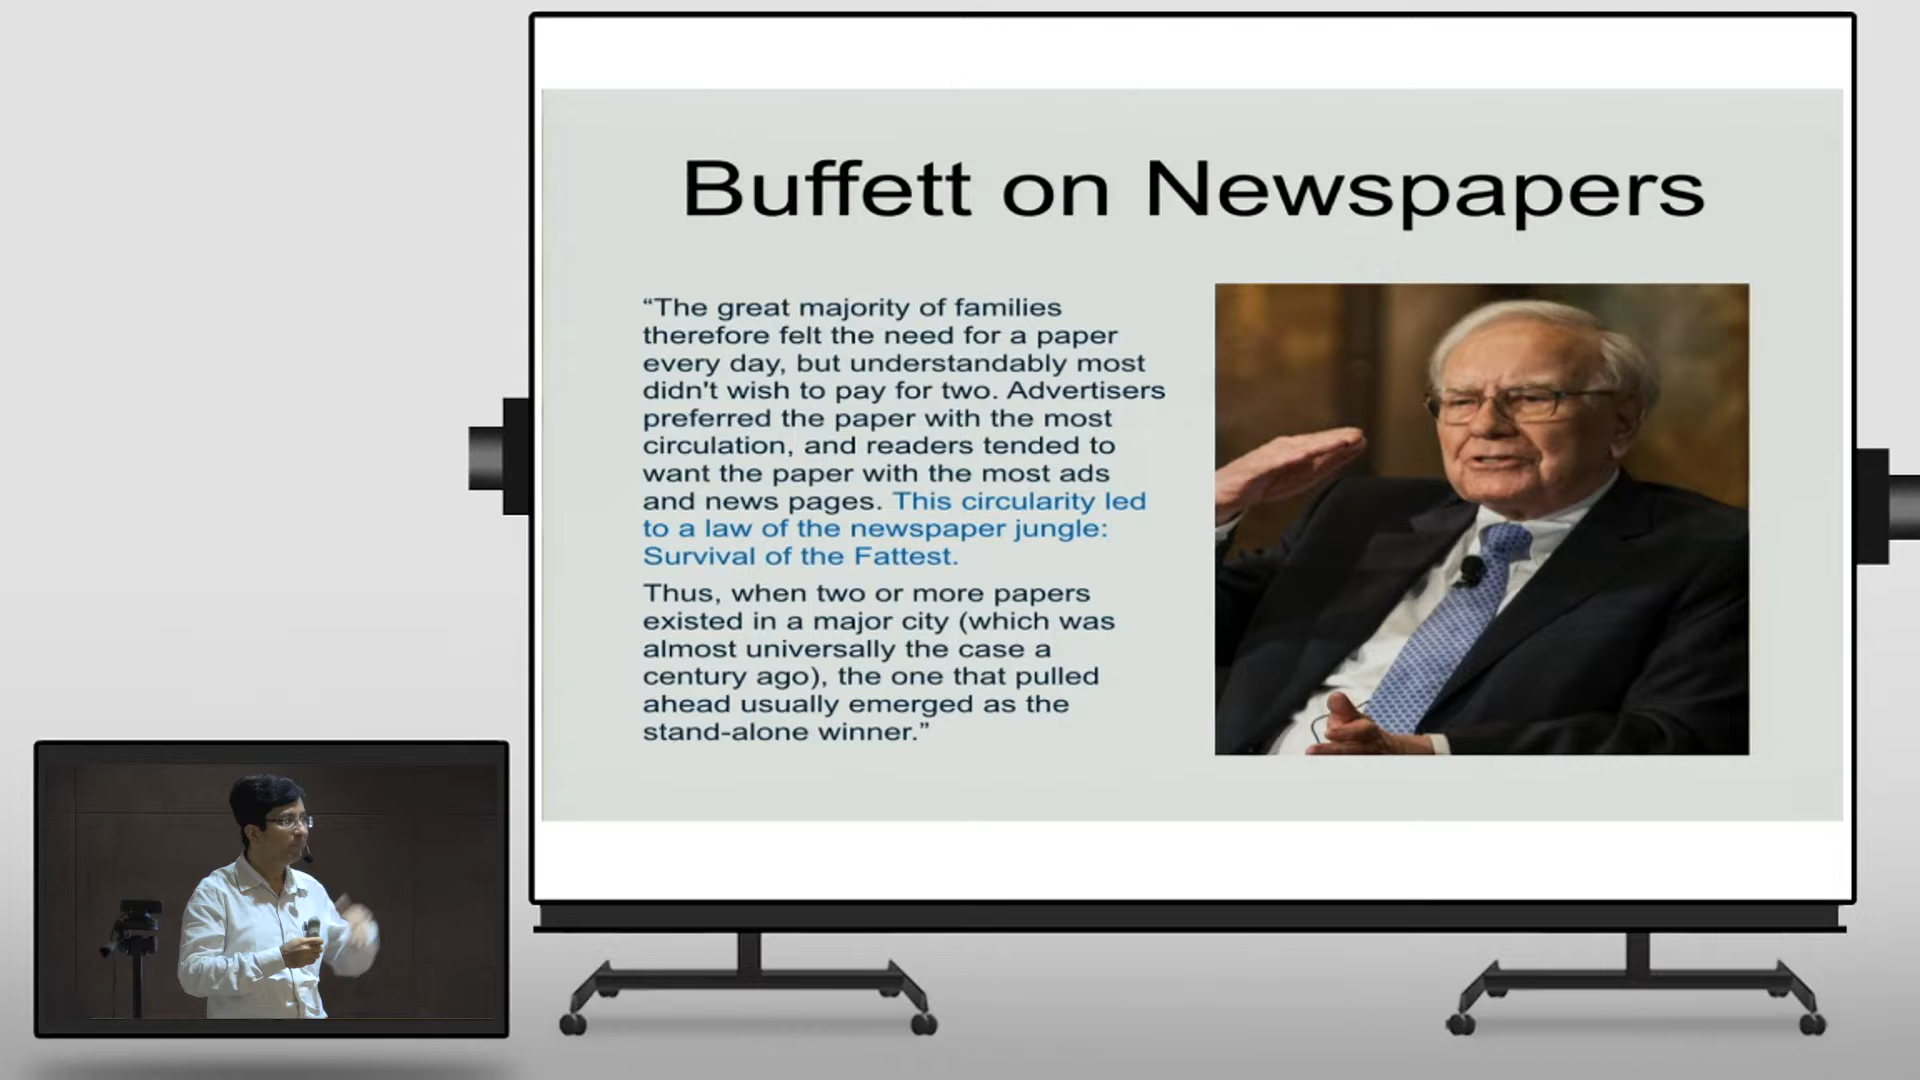 Buffett on Newspapers
“The great majority of families
therefore felt the need for a paper
every day, but understandably most
didn't wish to pay for two. Advertisers
preferred the paper with the most
circulation, and readers tended to
want the paper with the most ads
and news pages. This circularity led
to a law of the newspaper jungle:
Survival of the Fattest.
Thus, when two or more papers
existed in a major city (which was
almost universally the case a
century ago), the one that pulled
ahead usually emerged as the
stand-alone winner.”